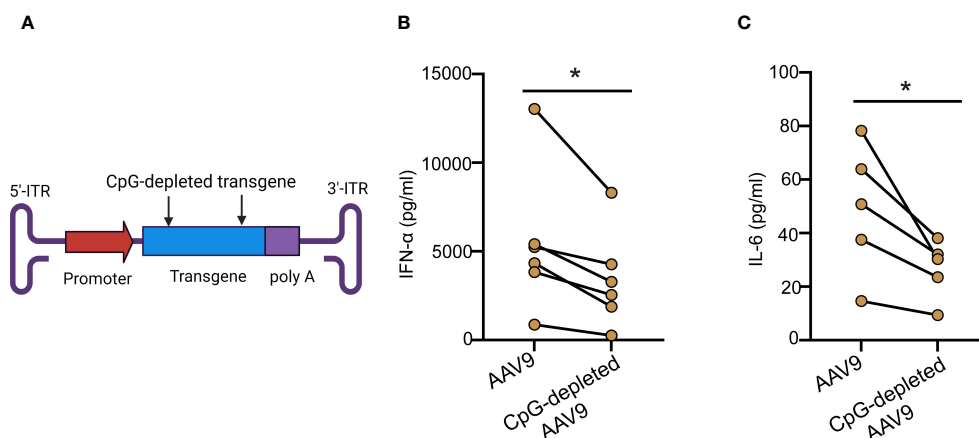 A
5'-ITR
CpG-depleted transgene
3'-ITR
Promoter
Transgene
poly A
B
*
15000
10000
5000
0
IFN-α (pg/ml)
AAV9
CpG-depleted
AAV9
C
*
100
80
60
40
20
0
IL-6 (pg/ml)
AAV9
CpG-depleted
AAV9